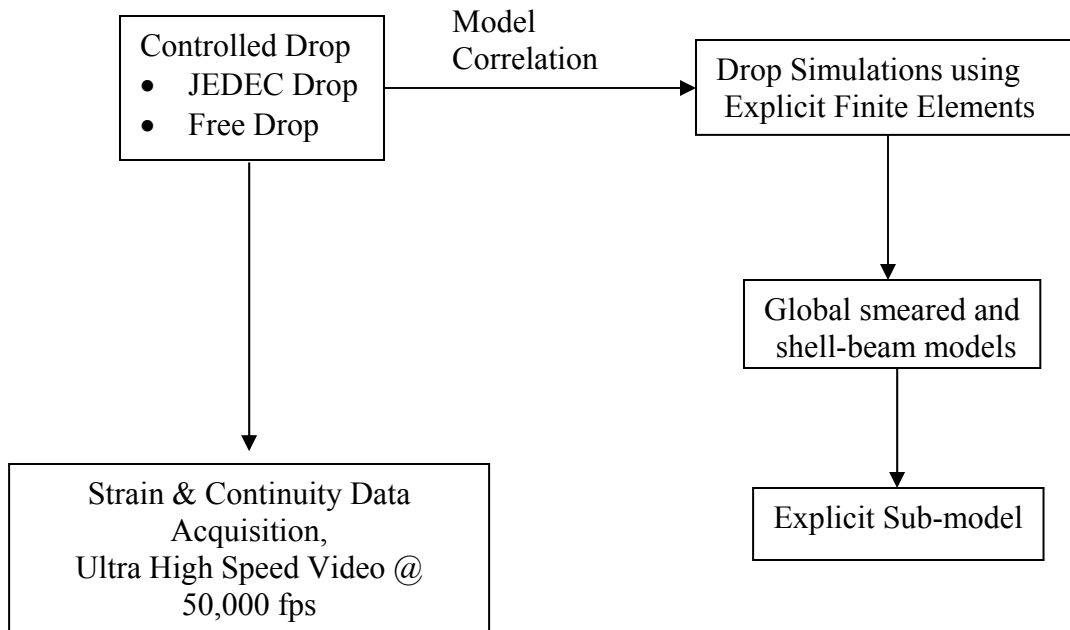 Controlled Drop
• JEDEC Drop
• Free Drop
Model
Correlation
Drop Simulations using
Explicit Finite Elements
Global smeared and
shell-beam models
Strain & Continuity Data
Acquisition,
Ultra High Speed Video @
50,000 fps
Explicit Sub-model